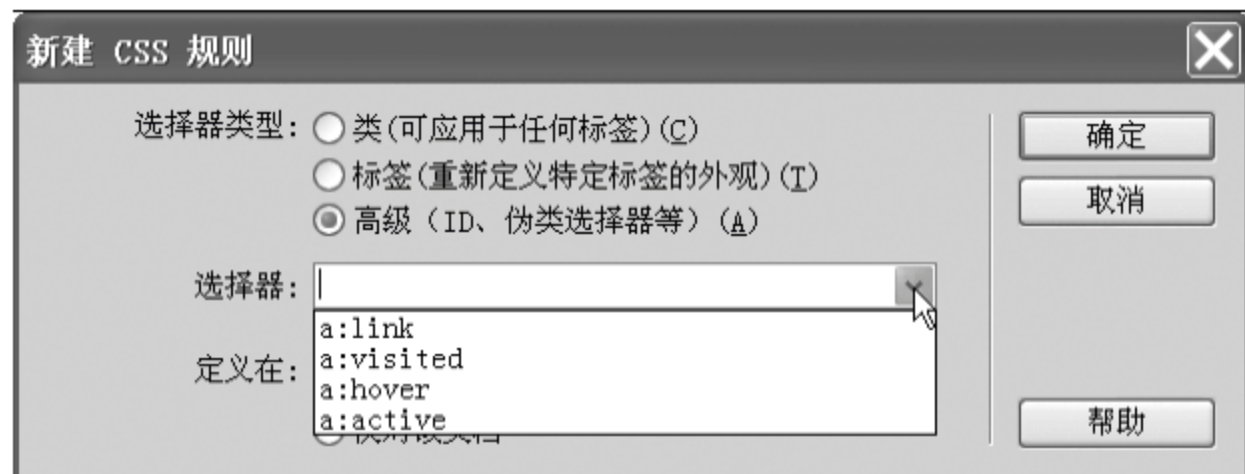 新建 CSS 规则
选择器类型: 类(可应用于任何标签)(C)
标签(重新定义特定标签的外观)(T)
高级（ID、伪类选择器等）(A)
选择器:
a:link
a:visited
a:hover
a:active
定义在:
确定
取消
帮助